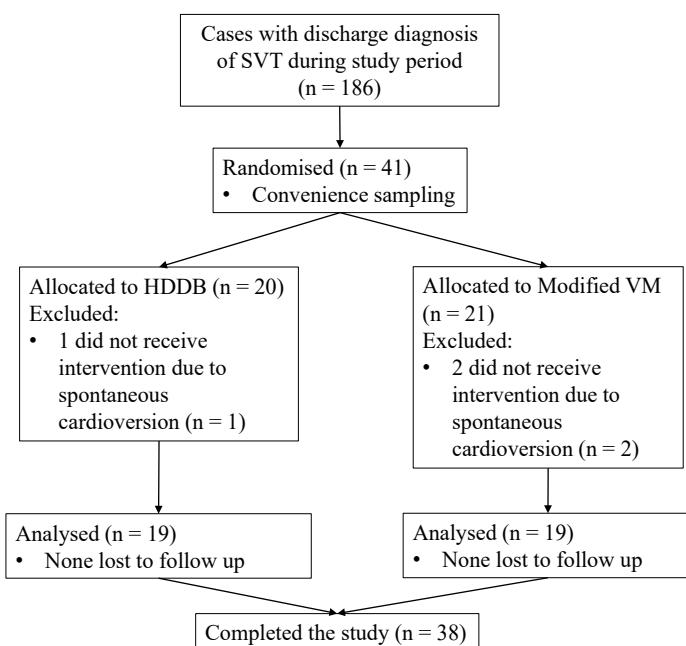 Cases with discharge diagnosis
of SVT during study period
(n = 186)
Randomised (n = 41)
• Convenience sampling
Allocated to HDDB (n = 20)
Excluded:
• 1 did not receive
intervention due to
spontaneous
cardioversion (n = 1)
Allocated to Modified VM
(n = 21)
Excluded:
• 2 did not receive
intervention due to
spontaneous
cardioversion (n = 2)
Analysed (n = 19)
• None lost to follow up
Analysed (n = 19)
• None lost to follow up
Completed the study (n = 38)